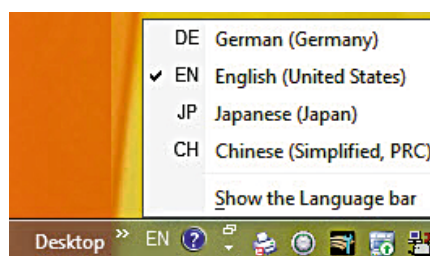 DE German (Germany)
✔ EN English (United States)
JP Japanese (Japan)
CH Chinese (Simplified, PRC)
Show the Language bar
Desktop » EN ?